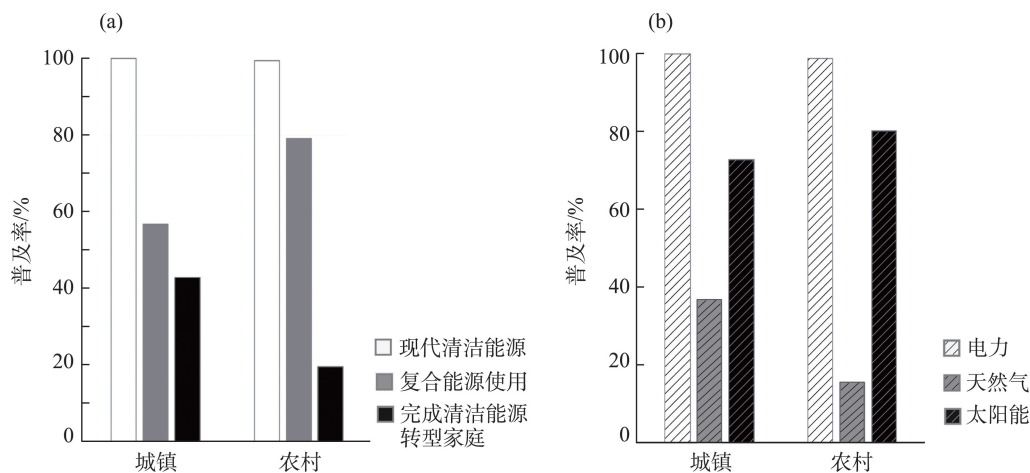 (a)
普及率/%
100
80
60
40
20
0
城镇
农村
现代清洁能源
复合能源使用
完成清洁能源
转型家庭
(b)
普及率/%
100
80
60
40
20
0
城镇
农村
电力
天然气
太阳能